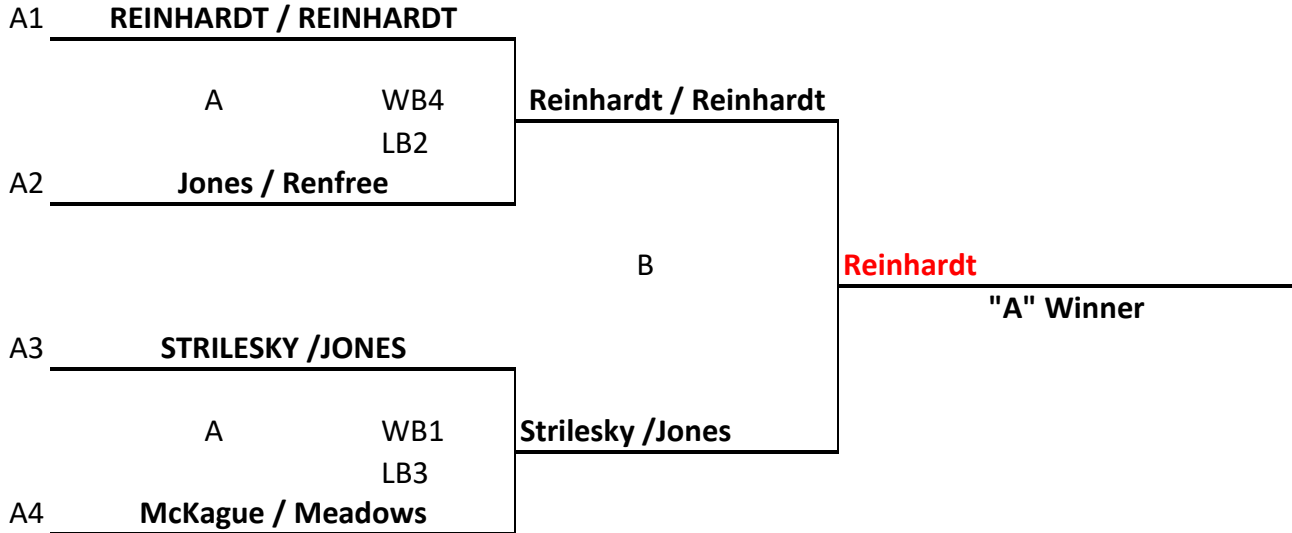 A1 REINHARDT / REINHARDT
A WB4 Reinhardt / Reinhardt
LB2
A2 Jones / Renfree
B Reinhardt
"A" Winner
A3 STRILESKY /JONES
A WB1 Strilesky /Jones
LB3
A4 McKague / Meadows